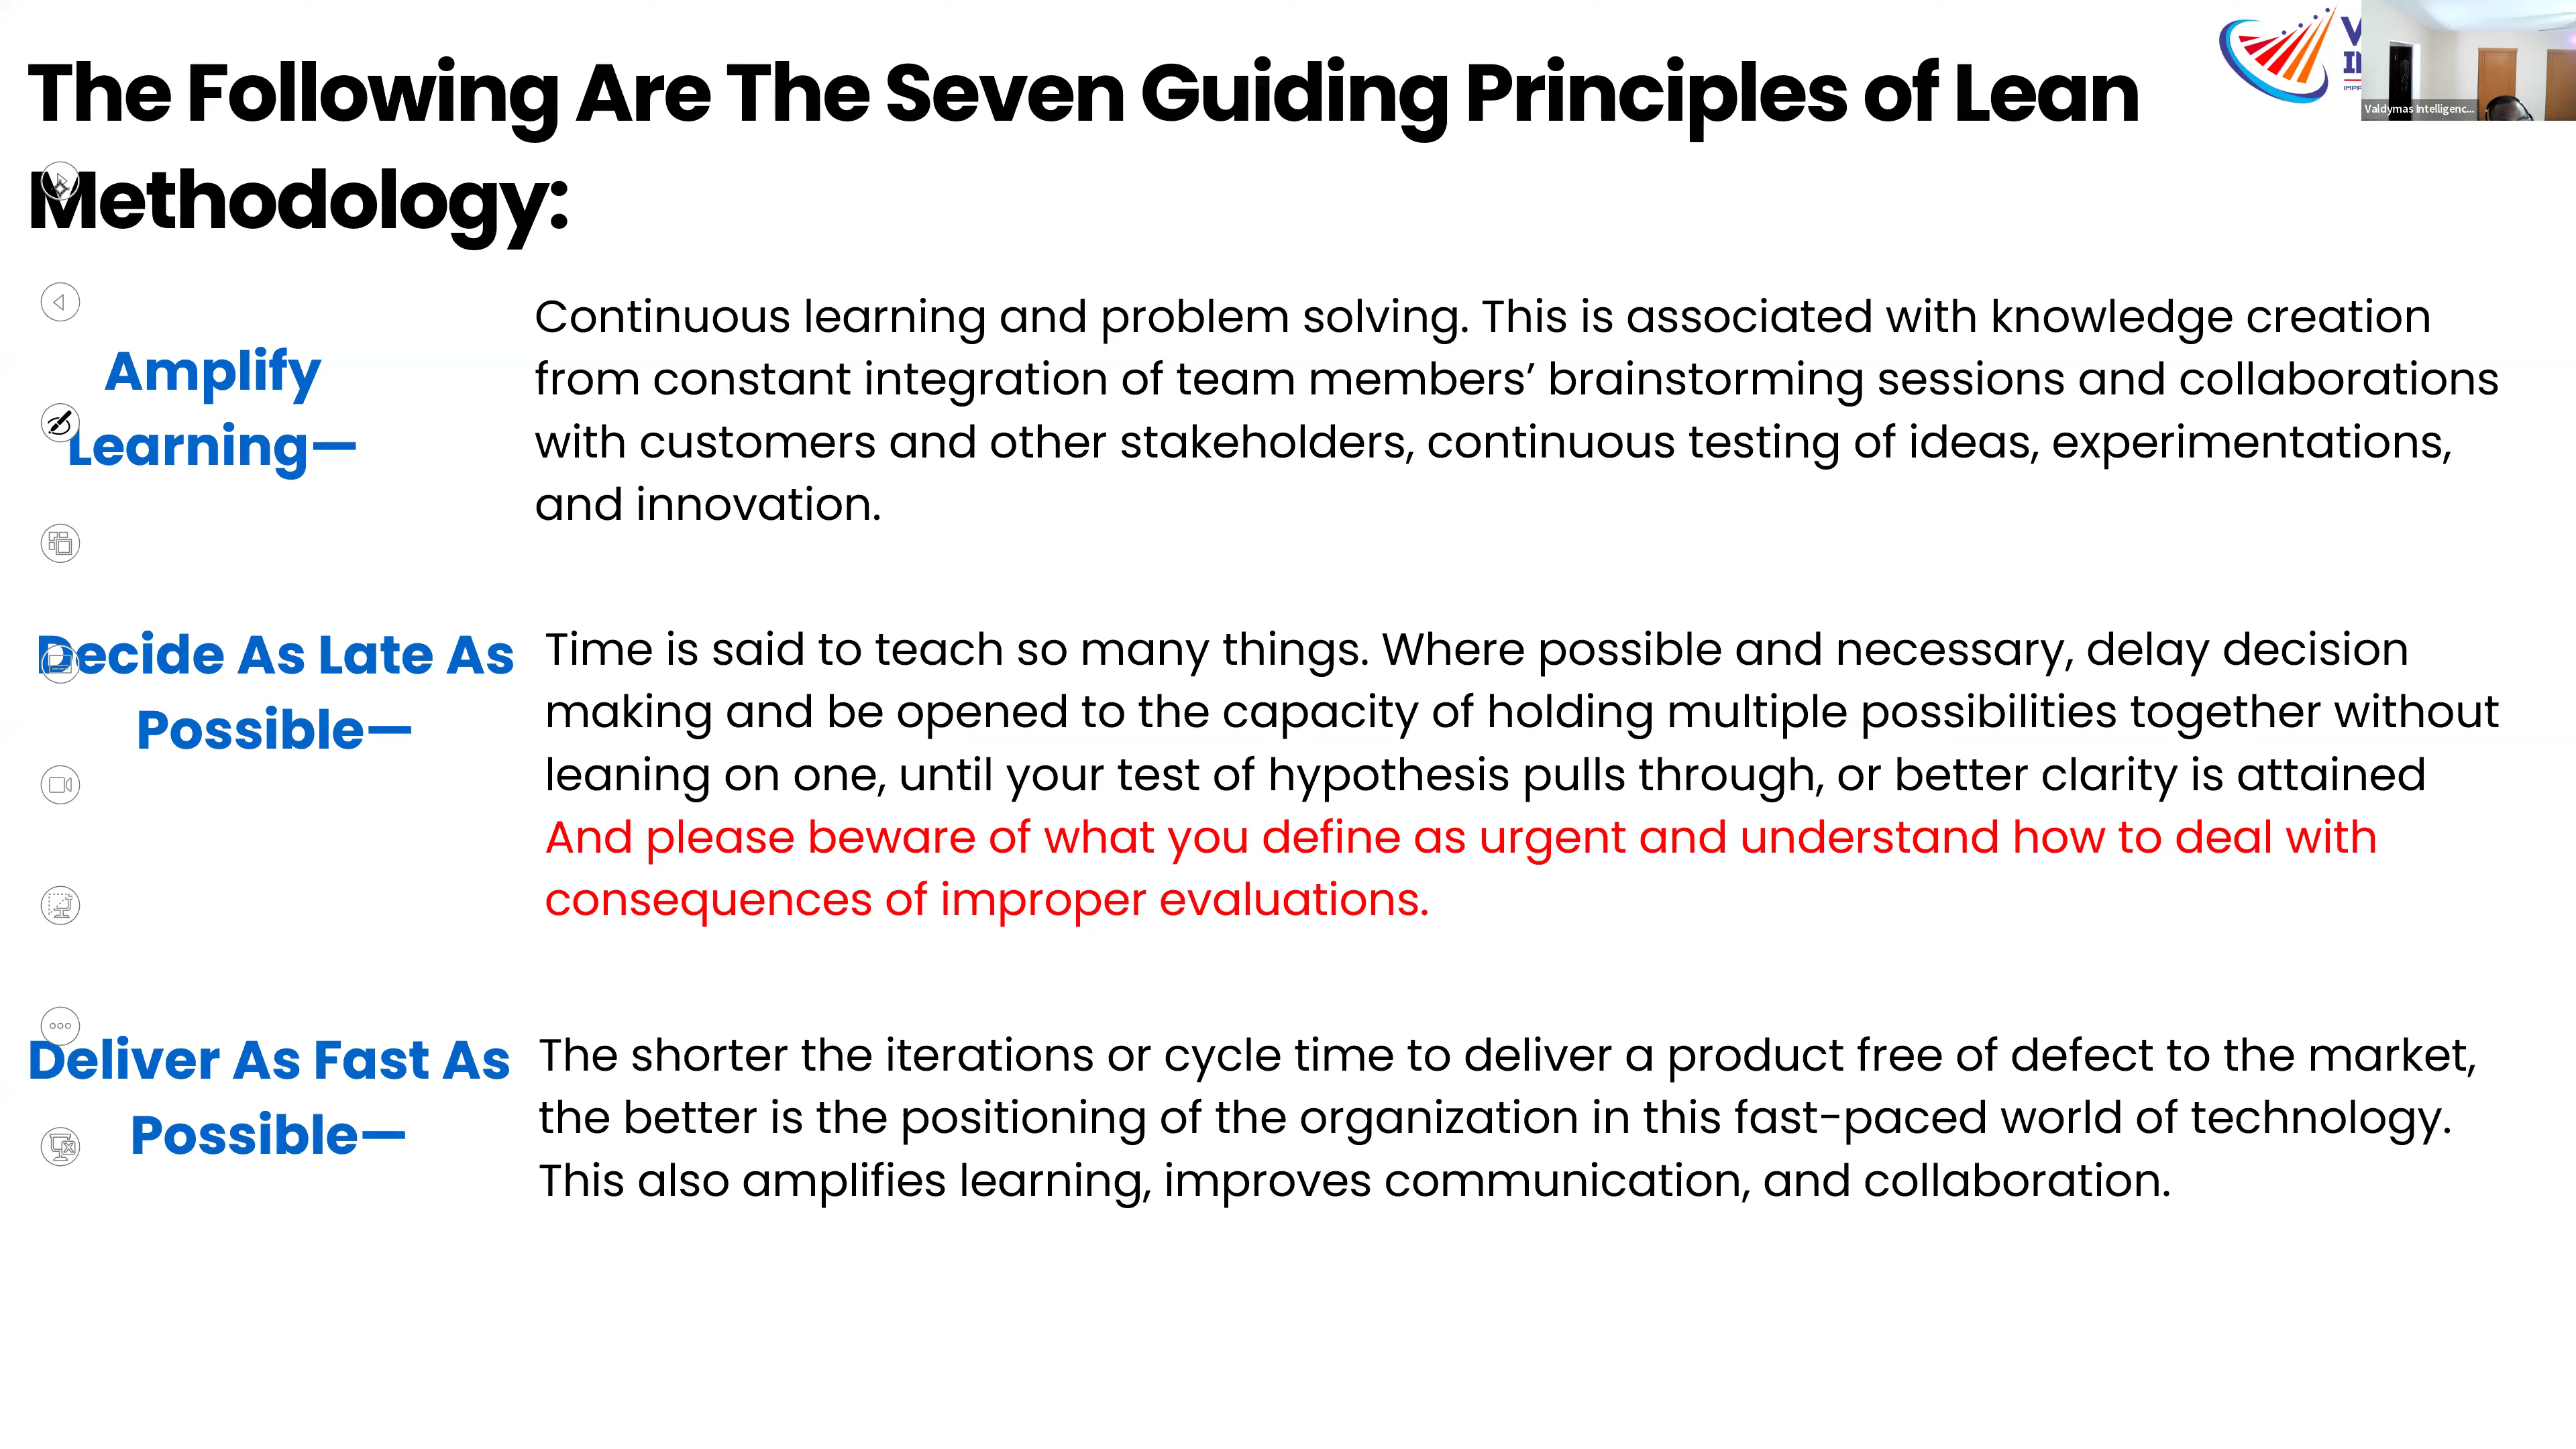 The Following Are The Seven Guiding Principles of Lean
Methodology:
Valdymas Intelligenc...
Amplify
Learning—
Continuous learning and problem solving. This is associated with knowledge creation
from constant integration of team members’ brainstorming sessions and collaborations
with customers and other stakeholders, continuous testing of ideas, experimentations,
and innovation.
Decide As Late As
Possible—
Time is said to teach so many things. Where possible and necessary, delay decision
making and be opened to the capacity of holding multiple possibilities together without
leaning on one, until your test of hypothesis pulls through, or better clarity is attained
And please beware of what you define as urgent and understand how to deal with
consequences of improper evaluations.
Deliver As Fast As
Possible—
The shorter the iterations or cycle time to deliver a product free of defect to the market,
the better is the positioning of the organization in this fast-paced world of technology.
This also amplifies learning, improves communication, and collaboration.